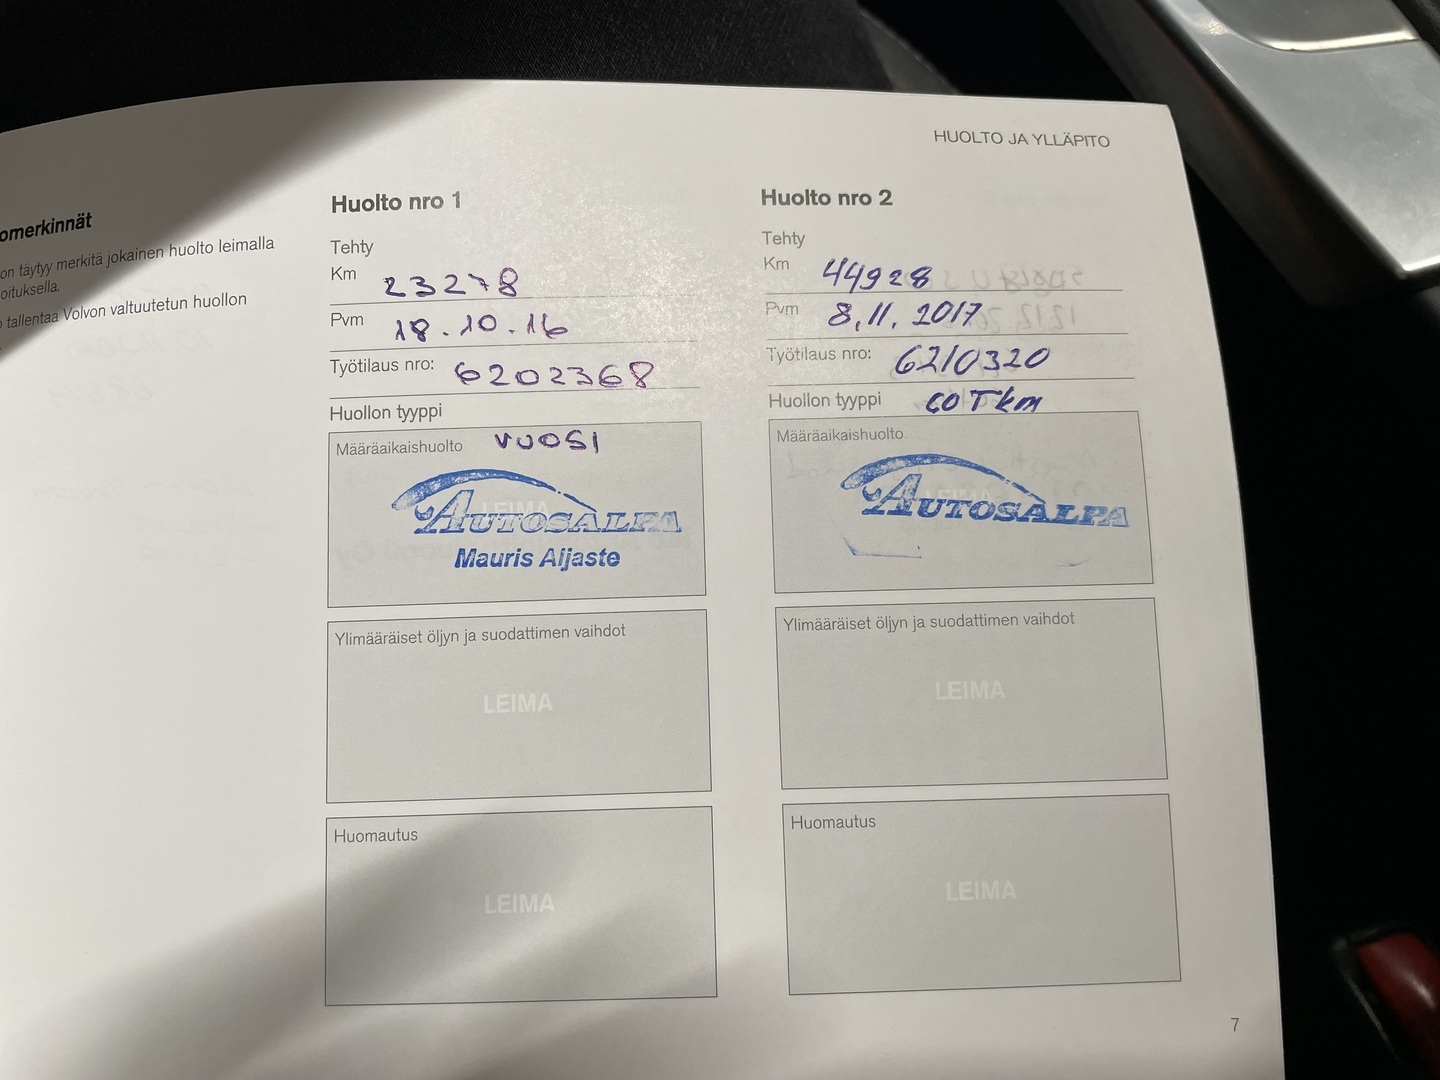 HUOLTO JA YLLÄPITO
omerkinnät
on täytyy merkitä jokainen huolto leimalla
oituksella.
tallentaa Volvon valtuutetun huollon
Huolto nro 1
Tehty
Km 23278
Pvm 18.10.16
Työtilaus nro: 6202368
Huollon tyyppi
Määräaikaishuolto VUOSI
LEIMA
AUTOSALPA
Mauris Aijaste
Ylimääräiset öljyn ja suodattimen vaihdot
LEIMA
Huomautus
LEIMA
Huolto nro 2
Tehty
Km 44928
Pvm 8.11.2017
Työtilaus nro: 6210320
Huollon tyyppi 60 Tkm
Määräaikaishuolto
AUTOSALPA
Ylimääräiset öljyn ja suodattimen vaihdot
LEIMA
Huomautus
LEIMA
7